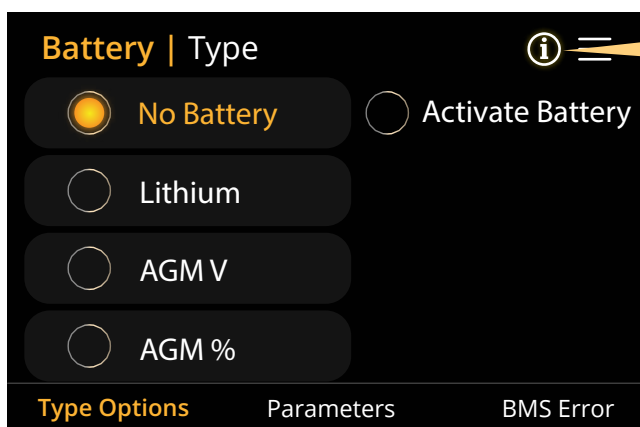 Battery | Type
No Battery
Activate Battery
Lithium
AGM V
AGM %
Type Options Parameters BMS Error